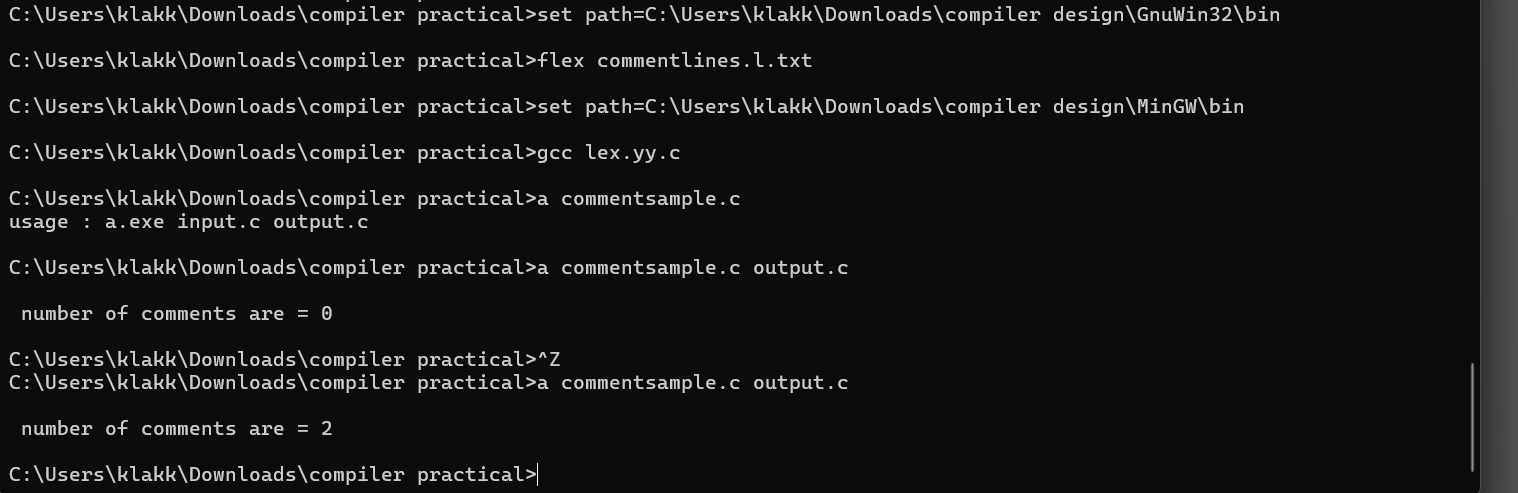 C:\Users\klakk\Downloads\compiler practical>set path=C:\Users\klakk\Downloads\compiler design\GnuWin32\bin
C:\Users\klakk\Downloads\compiler practical>flex commentlines.l.txt
C:\Users\klakk\Downloads\compiler practical>set path=C:\Users\klakk\Downloads\compiler design\MinGW\bin
C:\Users\klakk\Downloads\compiler practical>gcc lex.yy.c
C:\Users\klakk\Downloads\compiler practical>a commentsample.c
usage : a.exe input.c output.c
C:\Users\klakk\Downloads\compiler practical>a commentsample.c output.c
number of comments are = 0
C:\Users\klakk\Downloads\compiler practical>^Z
C:\Users\klakk\Downloads\compiler practical>a commentsample.c output.c
number of comments are = 2
C:\Users\klakk\Downloads\compiler practical>